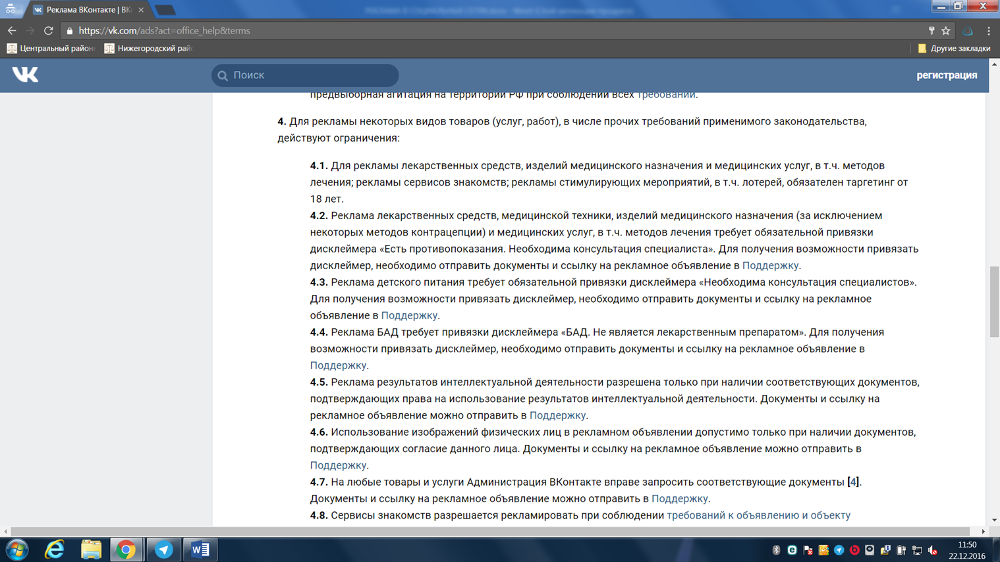 Реклама ВКонтакте | ВКо
https://vk.com/ads?act=office_help&terms
Центральный район
Нижегородский рай
Другие закладки
Поиск
регистрация
предвыборная агитация на территории РФ при соблюдении всех требований.
4. Для рекламы некоторых видов товаров (услуг, работ), в числе прочих требований применимого законодательства,
действуют ограничения:
4.1. Для рекламы лекарственных средств, изделий медицинского назначения и медицинских услуг, в т.ч. методов
лечения; рекламы сервисов знакомств; рекламы стимулирующих мероприятий, в т.ч. лотерей, обязателен таргетинг от
18 лет.
4.2. Реклама лекарственных средств, медицинской техники, изделий медицинского назначения (за исключением
некоторых методов контрацепции) и медицинских услуг, в т.ч. методов лечения требует обязательной привязки
дисклеймера «Есть противопоказания. Необходима консультация специалиста». Для получения возможности привязать
дисклеймер, необходимо отправить документы и ссылку на рекламное объявление в Поддержку.
4.3. Реклама детского питания требует обязательной привязки дисклеймера «Необходима консультация специалистов».
Для получения возможности привязать дисклеймер, необходимо отправить документы и ссылку на рекламное
объявление в Поддержку.
4.4. Реклама БАД требует привязки дисклеймера «БАД. Не является лекарственным препаратом». Для получения
возможности привязать дисклеймер, необходимо отправить документы и ссылку на рекламное объявление в
Поддержку.
4.5. Реклама результатов интеллектуальной деятельности разрешена только при наличии соответствующих документов,
подтверждающих права на использование результатов интеллектуальной деятельности. Документы и ссылку на
рекламное объявление можно отправить в Поддержку.
4.6. Использование изображений физических лиц в рекламном объявлении допустимо только при наличии документов,
подтверждающих согласие данного лица. Документы и ссылку на рекламное объявление можно отправить в
Поддержку.
4.7. На любые товары и услуги Администрация ВКонтакте вправе запросить соответствующие документы [4].
Документы и ссылку на рекламное объявление можно отправить в Поддержку.
4.8. Сервисы знакомств разрешается рекламировать при соблюдении требований к объявлению и объекту
11:50
22.12.2016